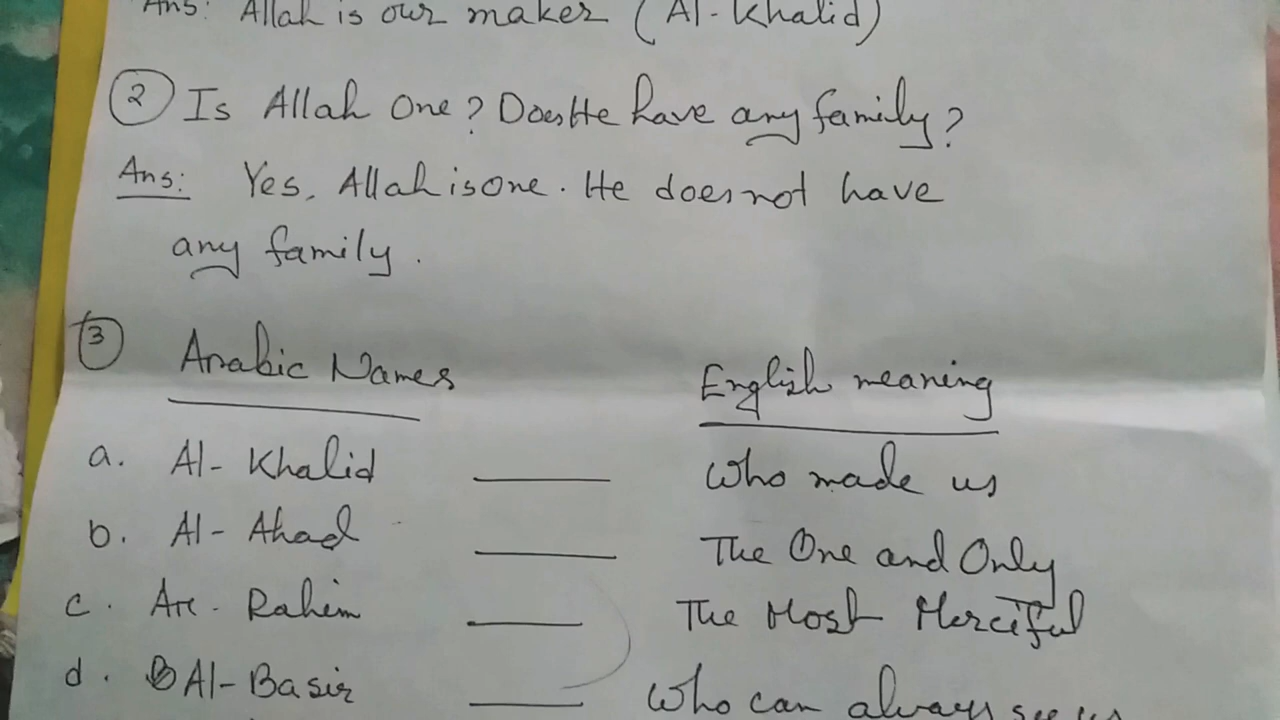 Ans: Allah is our maker (Al-Khalid)
2 Is Allah One? Does He have any family?
Ans: Yes, Allah is one. He does not have
any family.
3 Arabic Names English meaning
a. Al-Khalid Who made us
b. Al-Ahad The One and Only
c. Ar-Rahim The Most Merciful
d. Al-Basir Who can always see us